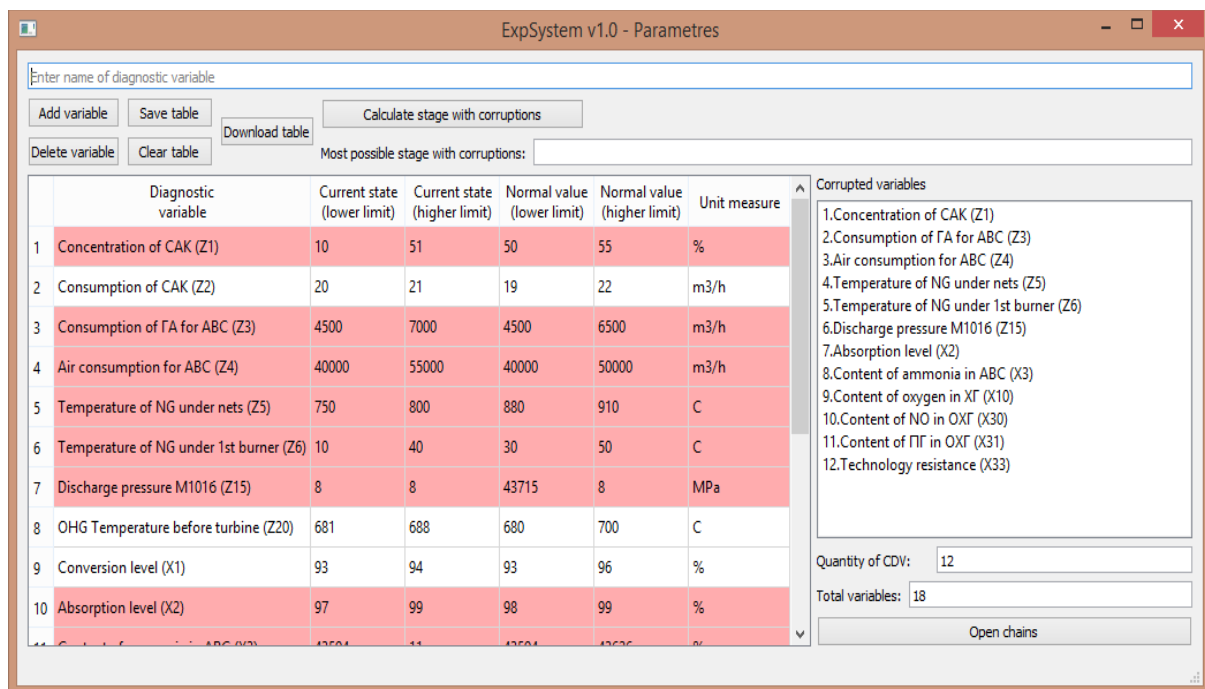 ExpSystem v1.0 - Parametres
Enter name of diagnostic variable
Add variable Save table Download table Calculate stage with corruptions
Delete variable Clear table Most possible stage with corruptions:
Diagnostic variable Current state (lower limit) Current state (higher limit) Normal value (lower limit) Normal value (higher limit) Unit measure
1 Concentration of САК (Z1) 10 51 50 55 %
2 Consumption of САК (Z2) 20 21 19 22 m3/h
3 Consumption of ГА for ABC (Z3) 4500 7000 4500 6500 m3/h
4 Air consumption for ABC (Z4) 40000 55000 40000 50000 m3/h
5 Temperature of NG under nets (Z5) 750 800 880 910 C
6 Temperature of NG under 1st burner (Z6) 10 40 30 50 C
7 Discharge pressure M1016 (Z15) 8 8 43715 8 MPa
8 OHG Temperature before turbine (Z20) 681 688 680 700 C
9 Conversion level (X1) 93 94 93 96 %
10 Absorption level (X2) 97 99 98 99 %
Corrupted variables
1.Concentration of САК (Z1)
2.Consumption of ГА for ABC (Z3)
3.Air consumption for ABC (Z4)
4.Temperature of NG under nets (Z5)
5.Temperature of NG under 1st burner (Z6)
6.Discharge pressure M1016 (Z15)
7.Absorption level (X2)
8.Content of ammonia in ABC (X3)
9.Content of oxygen in ХГ (X10)
10.Content of NO in ОХГ (X30)
11.Content of ПГ in ОХГ (X31)
12.Technology resistance (X33)
Quantity of CDV: 12
Total variables: 18
Open chains